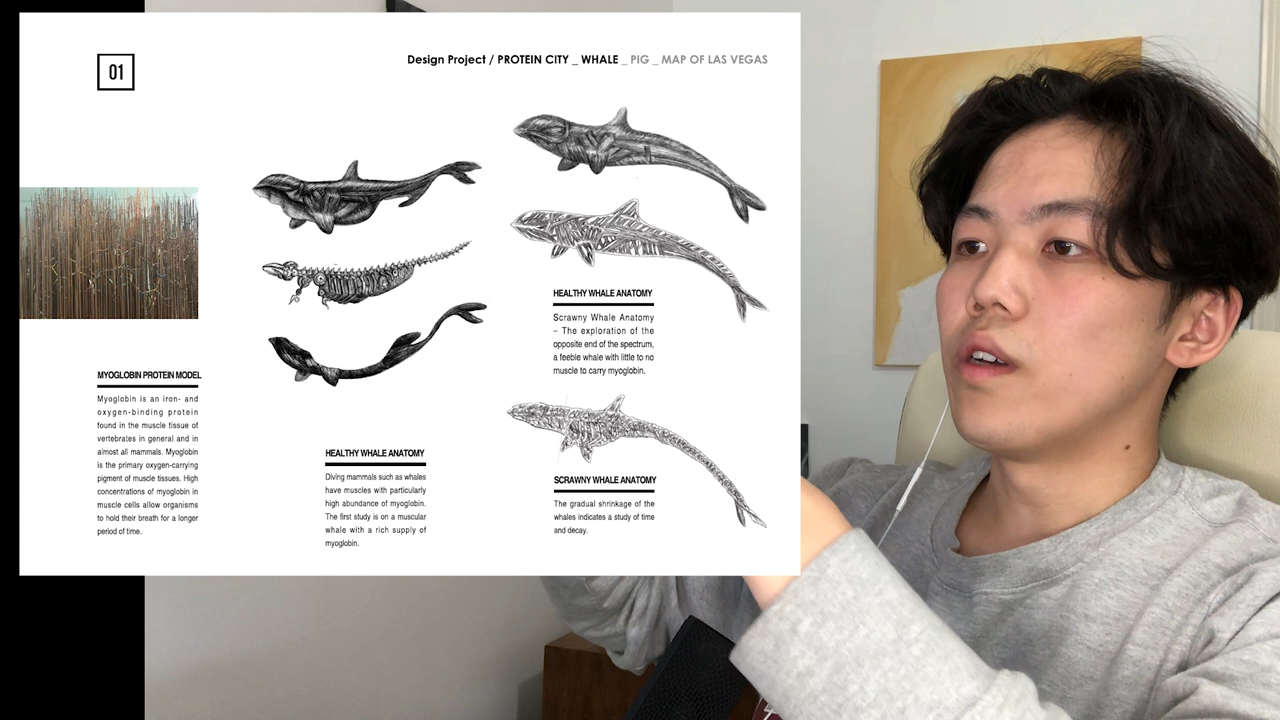 01
Design Project / PROTEIN CITY _ WHALE _ PIG _ MAP OF LAS VEGAS
MYOGLOBIN PROTEIN MODEL
Myoglobin is an iron- and
oxygen-binding protein
found in the muscle tissue of
vertebrates in general and in
almost all mammals. Myoglobin
is the primary oxygen-carrying
pigment of muscle tissues. High
concentrations of myoglobin in
muscle cells allow organisms
to hold their breath for a longer
period of time.
HEALTHY WHALE ANATOMY
Diving mammals such as whales
have muscles with particularly
high abundance of myoglobin.
The first study is on a muscular
whale with a rich supply of
myoglobin.
HEALTHY WHALE ANATOMY
Scrawny Whale Anatomy
– The exploration of the
opposite end of the spectrum,
a feeble whale with little to no
muscle to carry myoglobin.
SCRAWNY WHALE ANATOMY
The gradual shrinkage of the
whales indicates a study of time
and decay.